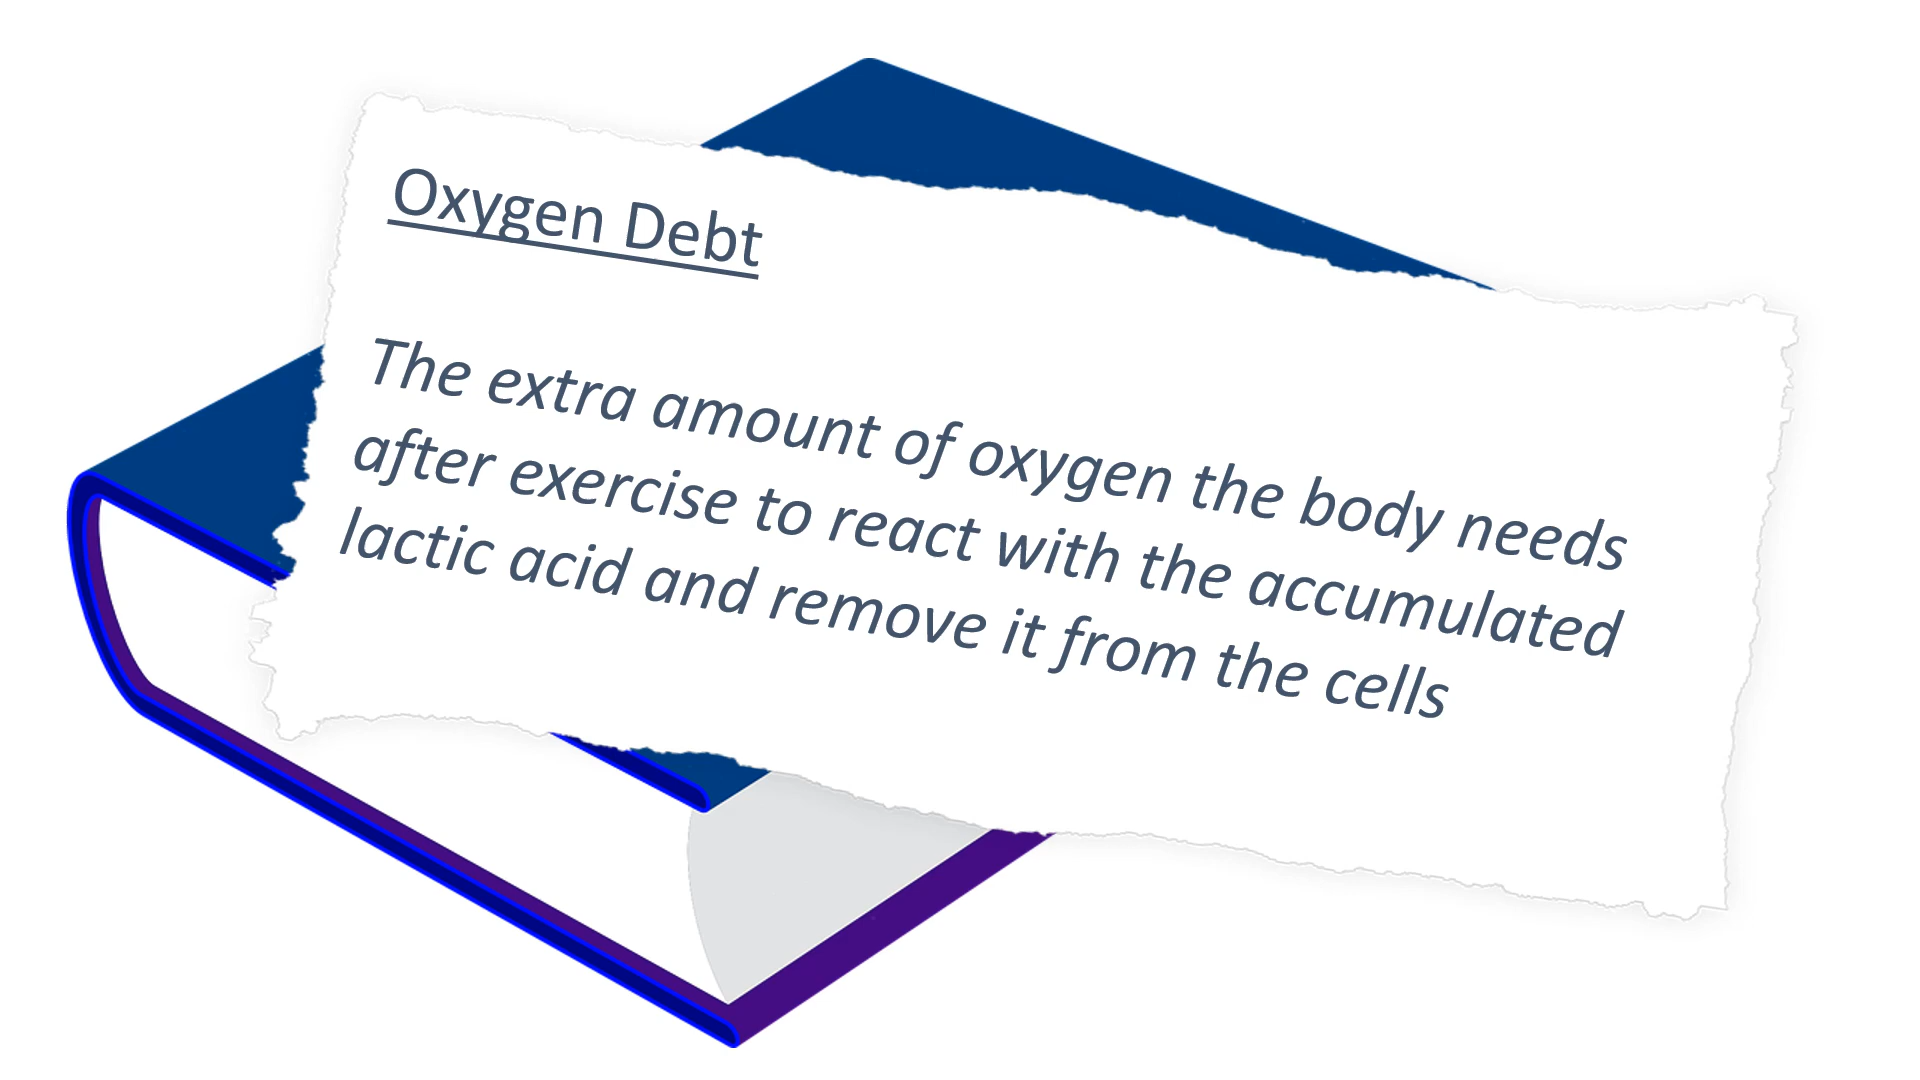 Oxygen Debt
The extra amount of oxygen the body needs
after exercise to react with the accumulated
lactic acid and remove it from the cells